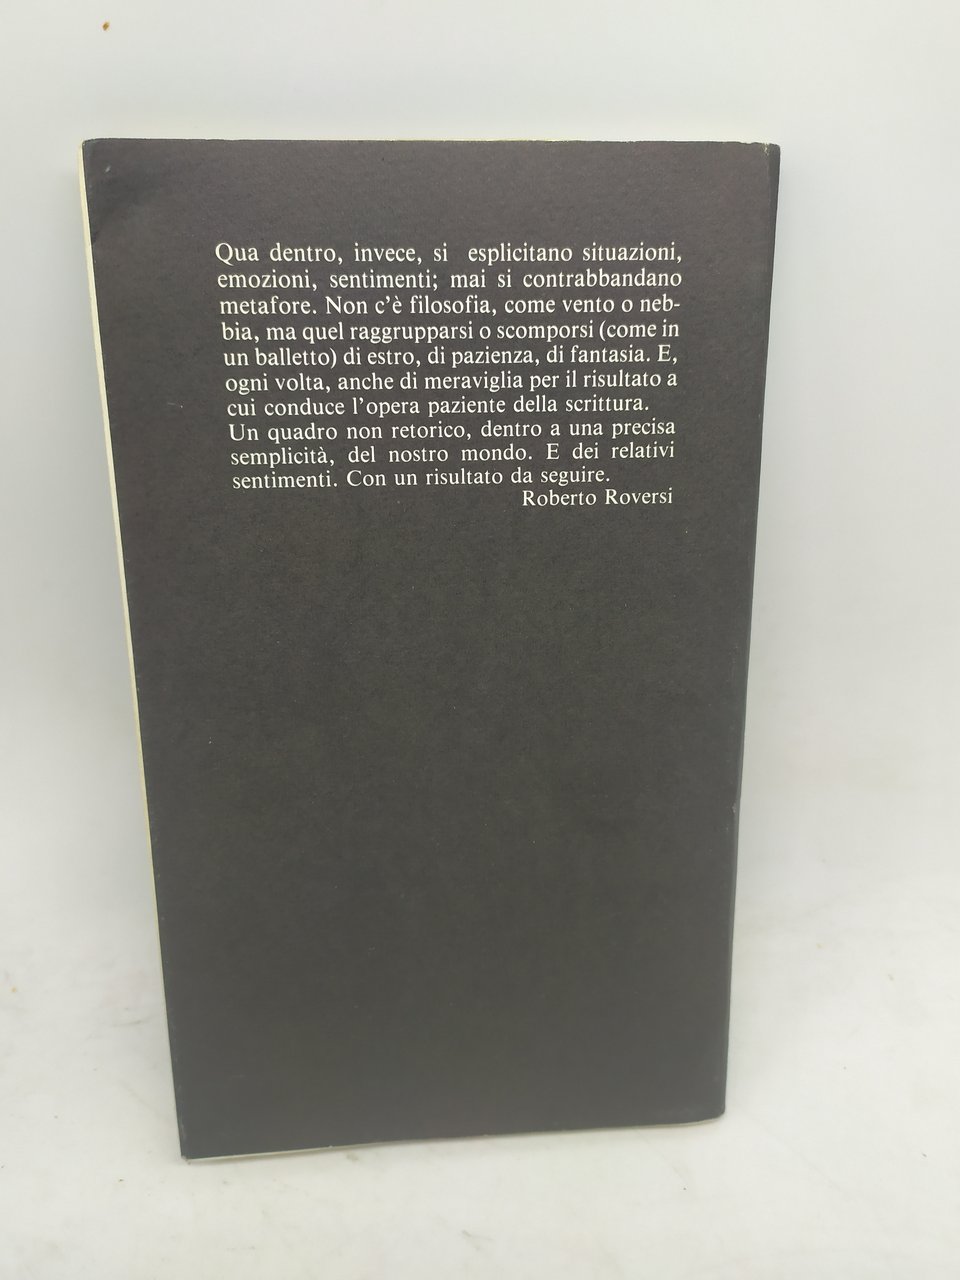 Qua dentro, invece, si esplicitano situazioni,
emozioni, sentimenti; mai si contrabbandano
metafore. Non c'è filosofia, come vento o neb-
bia, ma quel raggrupparsi o scomporsi (come in
un balletto) di estro, di pazienza, di fantasia. E,
ogni volta, anche di meraviglia per il risultato a
cui conduce l'opera paziente della scrittura.
Un quadro non retorico, dentro a una precisa
semplicità, del nostro mondo. E dei relativi
sentimenti. Con un risultato da seguire.
Roberto Roversi